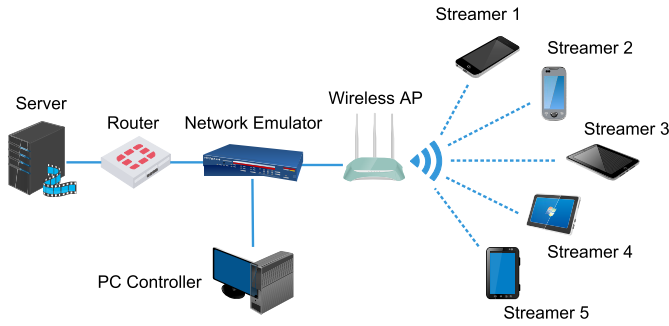 Streamer 1
Streamer 2
Server
Router
Network Emulator
Wireless AP
Streamer 3
PC Controller
Streamer 4
Streamer 5